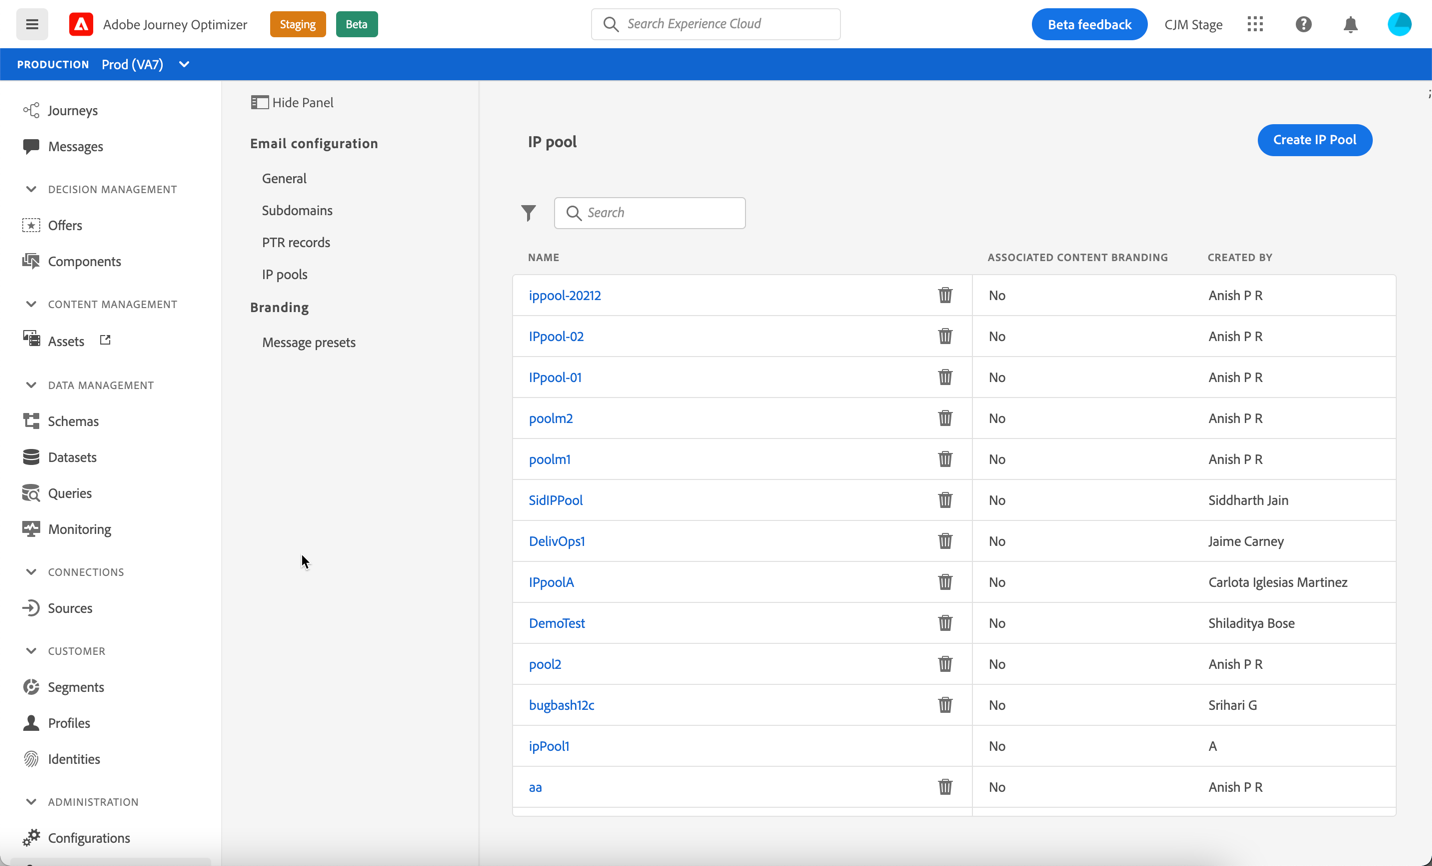 Adobe Journey Optimizer Staging Beta Search Experience Cloud Beta feedback CJM Stage
PRODUCTION Prod (VA7)
Journeys
Messages
DECISION MANAGEMENT
Offers
Components
CONTENT MANAGEMENT
Assets
DATA MANAGEMENT
Schemas
Datasets
Queries
Monitoring
CONNECTIONS
Sources
CUSTOMER
Segments
Profiles
Identities
ADMINISTRATION
Configurations
Hide Panel
Email configuration
General
Subdomains
PTR records
IP pools
Branding
Message presets
IP pool Create IP Pool
Search
NAME ASSOCIATED CONTENT BRANDING CREATED BY
ippool-20212 No Anish P R
IPpool-02 No Anish P R
IPpool-01 No Anish P R
poolm2 No Anish P R
poolm1 No Anish P R
SidIPPool No Siddharth Jain
DelivOps1 No Jaime Carney
IPpoolA No Carlota Iglesias Martinez
DemoTest No Shiladitya Bose
pool2 No Anish P R
bugbash12c No Srihari G
ipPool1 No A
aa No Anish P R